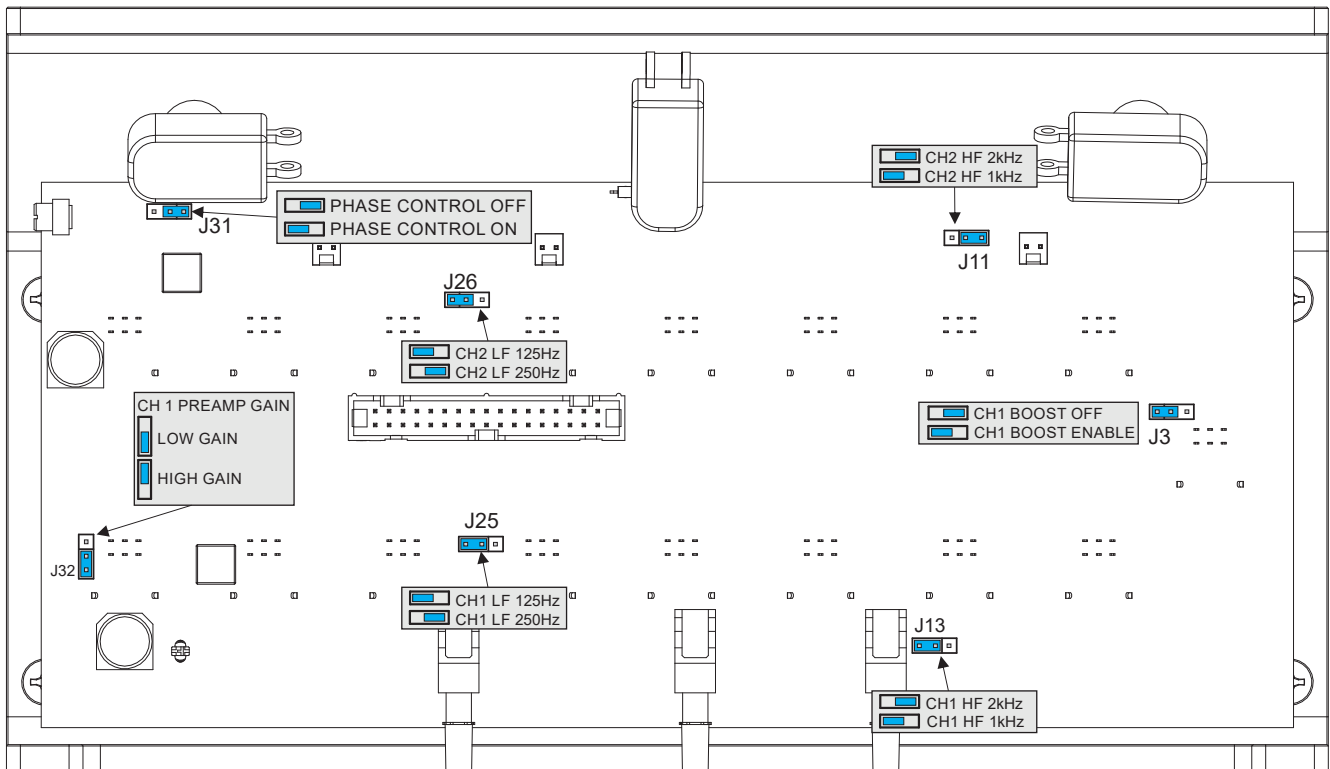 CH2 HF 2kHz
CH2 HF 1kHz
PHASE CONTROL OFF
PHASE CONTROL ON
J31
J11
J26
CH2 LF 125Hz
CH2 LF 250Hz
CH 1 PREAMP GAIN
LOW GAIN
HIGH GAIN
CH1 BOOST OFF
CH1 BOOST ENABLE
J3
J25
J32
CH1 LF 125Hz
CH1 LF 250Hz
J13
CH1 HF 2kHz
CH1 HF 1kHz